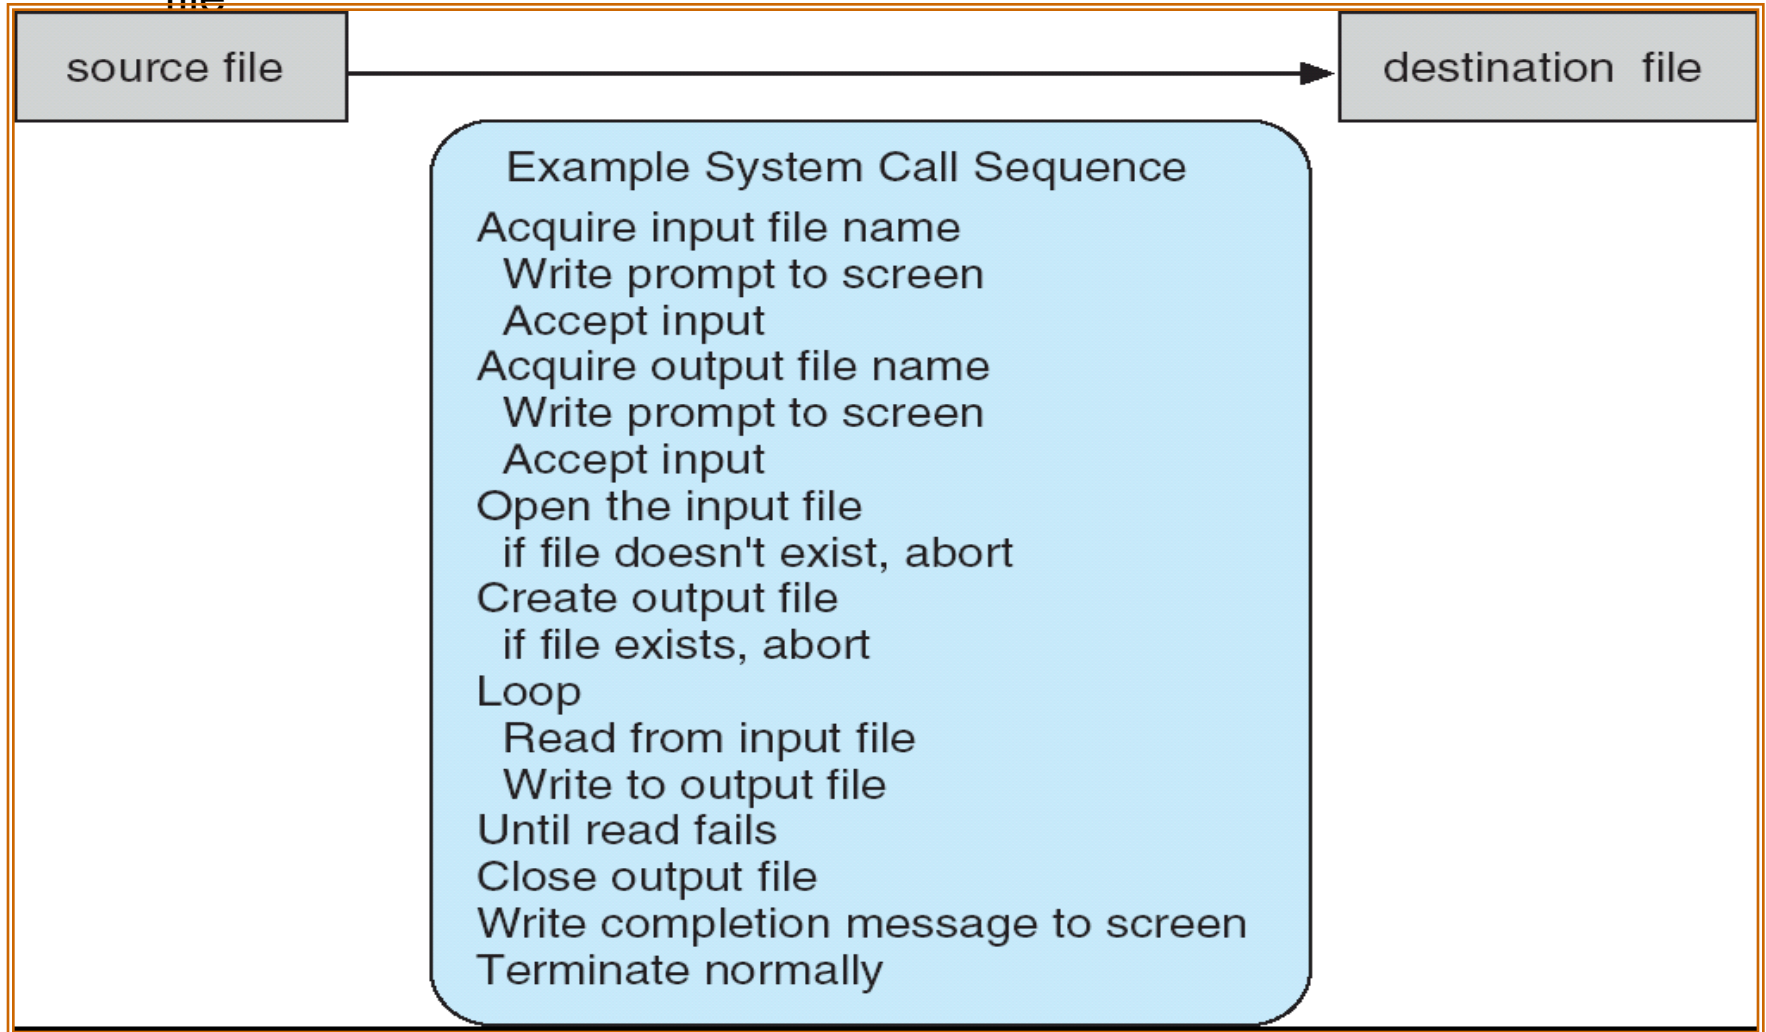 file
source file
destination file
Example System Call Sequence
Acquire input file name
Write prompt to screen
Accept input
Acquire output file name
Write prompt to screen
Accept input
Open the input file
if file doesn't exist, abort
Create output file
if file exists, abort
Loop
Read from input file
Write to output file
Until read fails
Close output file
Write completion message to screen
Terminate normally